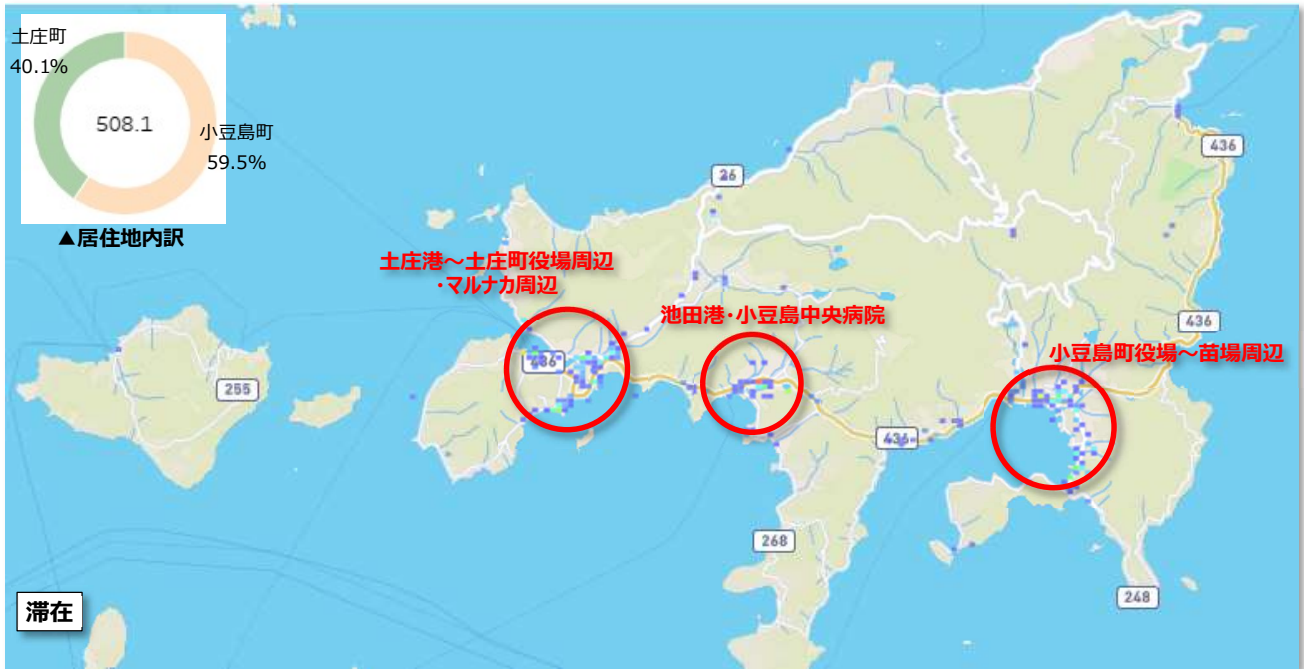 土庄町
40.1%
508.1
小豆島町
59.5%
▲居住地内訳
436
26
土庄港～土庄町役場周辺
・マルナカ周辺
池田港・小豆島中央病院
436
小豆島町役場～苗場周辺
436
255
436
268
248
滞在